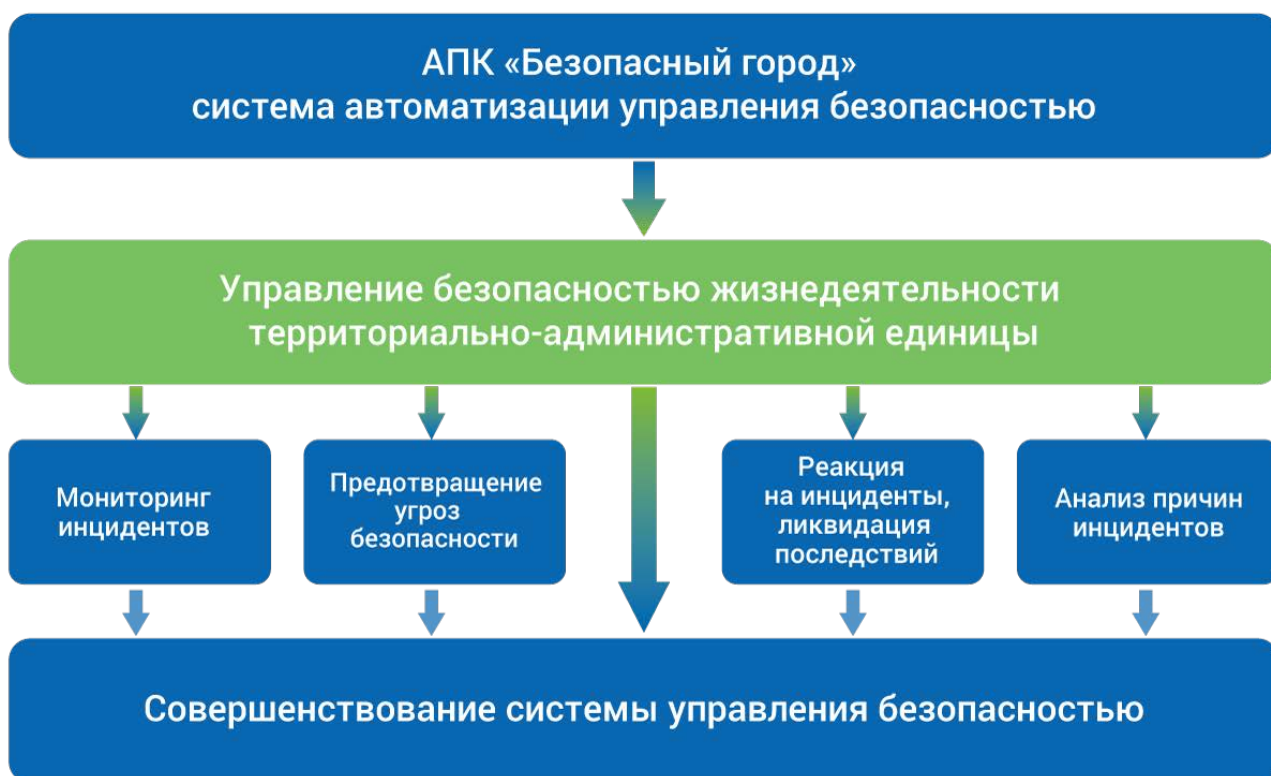 АПК «Безопасный город»
система автоматизации управления безопасностью
Управление безопасностью жизнедеятельности
территориально-административной единицы
Мониторинг
инцидентов
Предотвращение
угроз
безопасности
Реакция
на инциденты,
ликвидация
последствий
Анализ причин
инцидентов
Совершенствование системы управления безопасностью